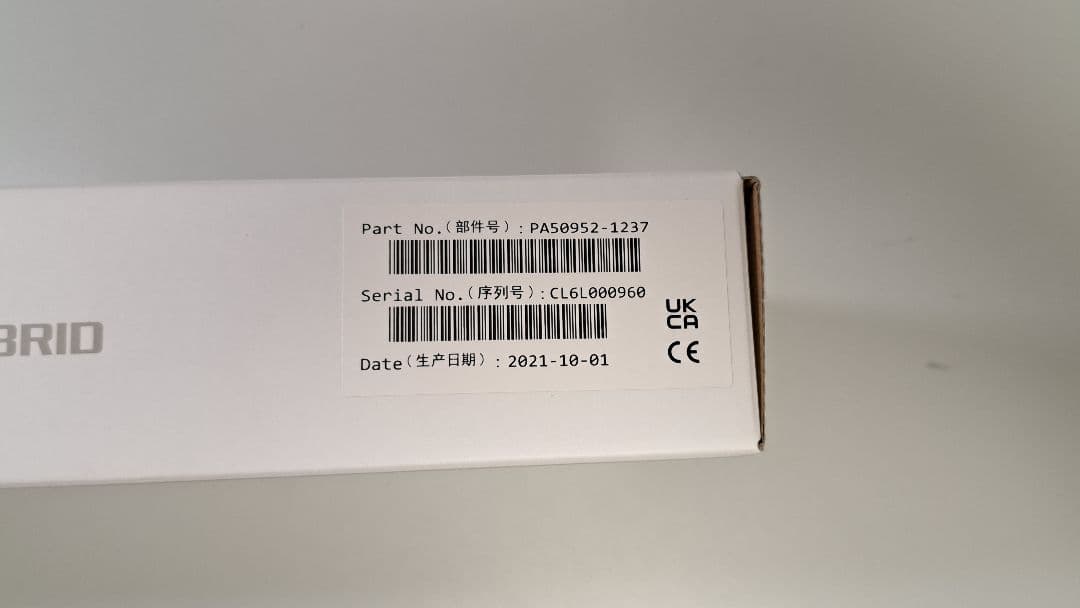 Part No.(部件号):PA50952-1237
Serial No.(序列号):CL6L000960
UK
CA
CE
Date(生产日期):2021-10-01
BRID